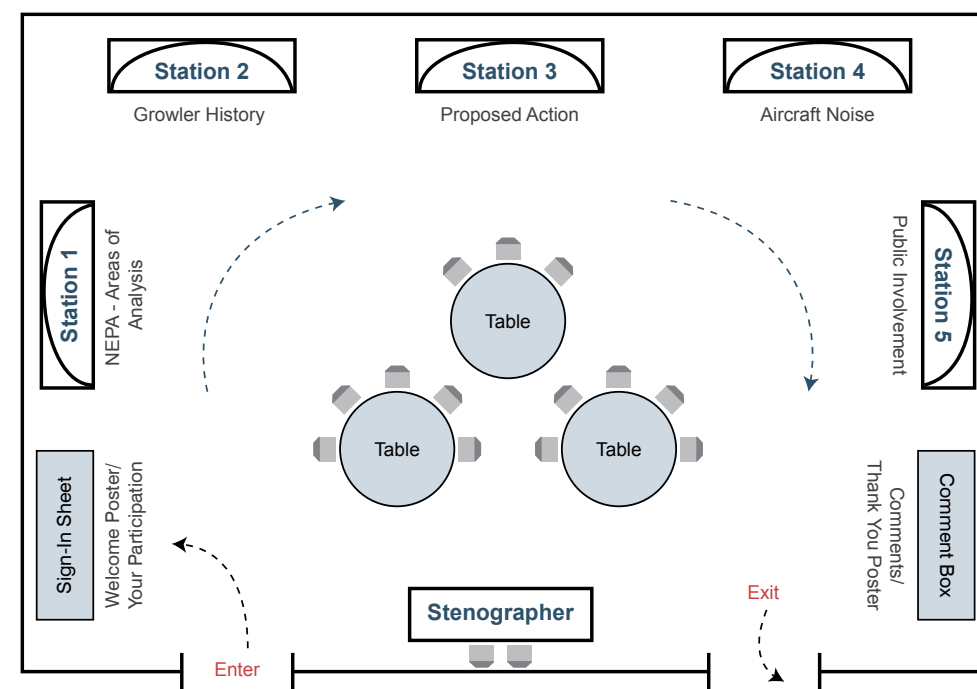 Station 2
Growler History
Station 3
Proposed Action
Station 4
Aircraft Noise
Station 1
NEPA - Areas of
Analysis
Station 5
Public Involvement
Table
Table
Table
Sign-In Sheet
Welcome Poster/
Your Participation
Comments/
Thank You Poster
Comment Box
Stenographer
Enter
Exit